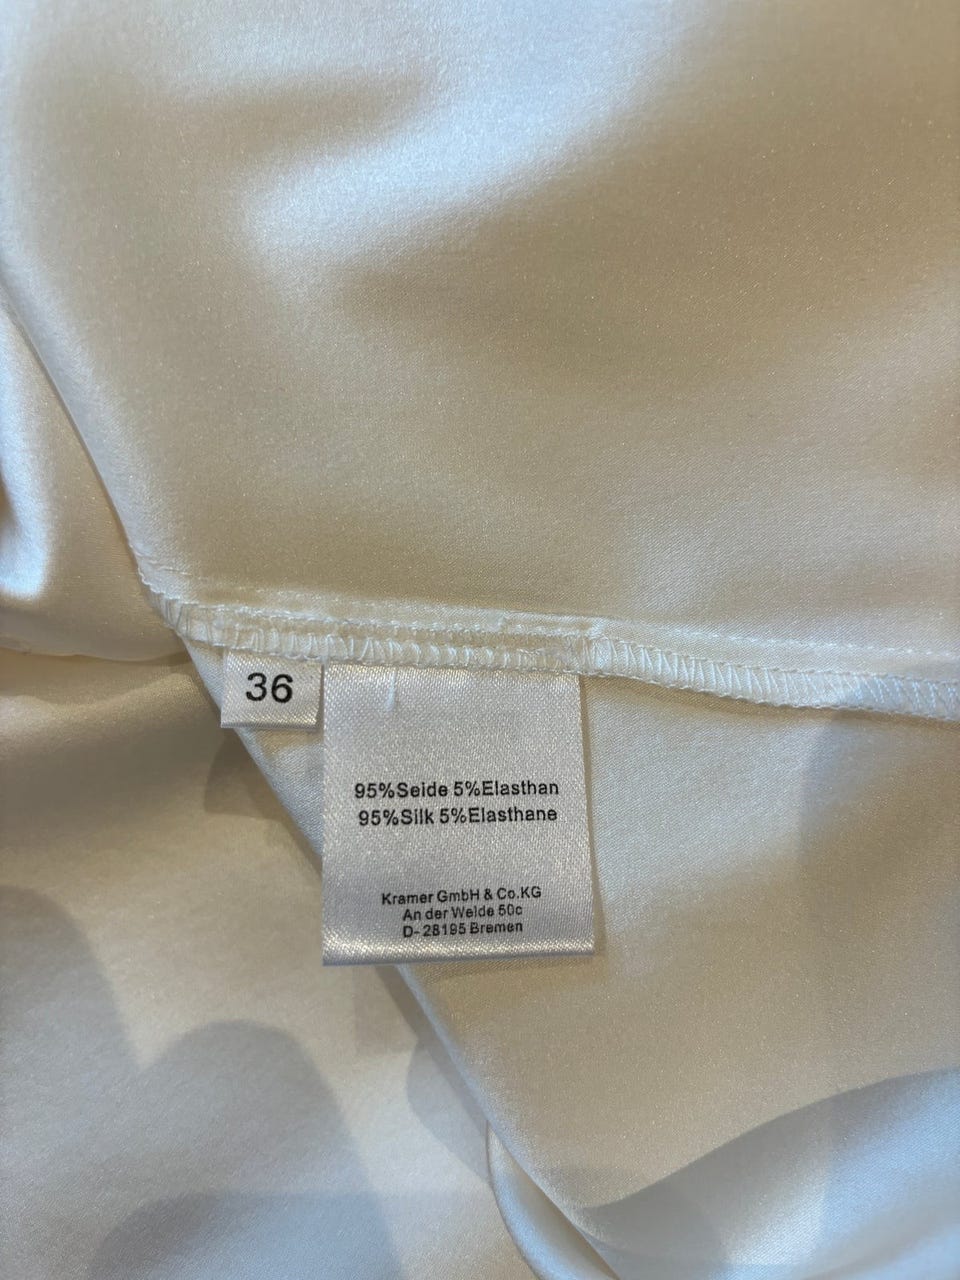 36
95%Seide 5%Elasthan
95%Silk 5%Elasthane
Kramer GmbH & Co.KG
An der Weide 50c
D- 28195 Bremen